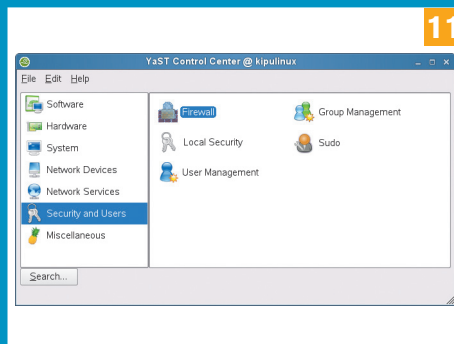 11
YaST Control Center @ kipulinux
File Edit Help
Software
Hardware
System
Network Devices
Network Services
Security and Users
Miscellaneous
Firewall
Group Management
Local Security
Sudo
User Management
Search...